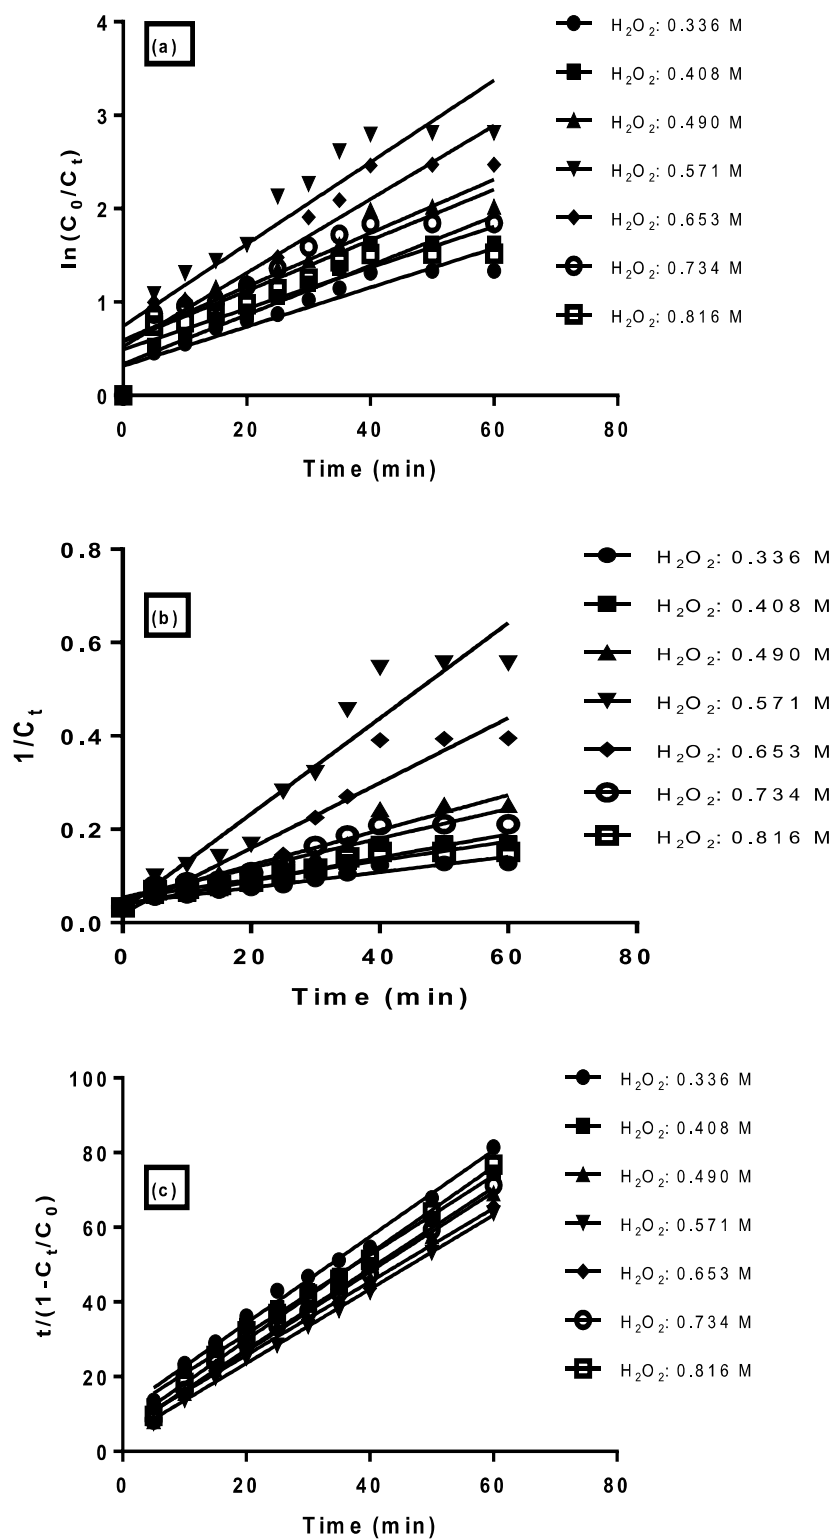 (a)
ln(C₀/Cₜ)
4
3
2
1
0
0 20 40 60 80
Time (min)
H₂O₂: 0.336 M
H₂O₂: 0.408 M
H₂O₂: 0.490 M
H₂O₂: 0.571 M
H₂O₂: 0.653 M
H₂O₂: 0.734 M
H₂O₂: 0.816 M
(b)
1/Cₜ
0.8
0.6
0.4
0.2
0.0
0 20 40 60 80
Time (min)
H₂O₂: 0.336 M
H₂O₂: 0.408 M
H₂O₂: 0.490 M
H₂O₂: 0.571 M
H₂O₂: 0.653 M
H₂O₂: 0.734 M
H₂O₂: 0.816 M
(c)
t/(1-Cₜ/C₀)
100
80
60
40
20
0
0 20 40 60 80
Time (min)
H₂O₂: 0.336 M
H₂O₂: 0.408 M
H₂O₂: 0.490 M
H₂O₂: 0.571 M
H₂O₂: 0.653 M
H₂O₂: 0.734 M
H₂O₂: 0.816 M